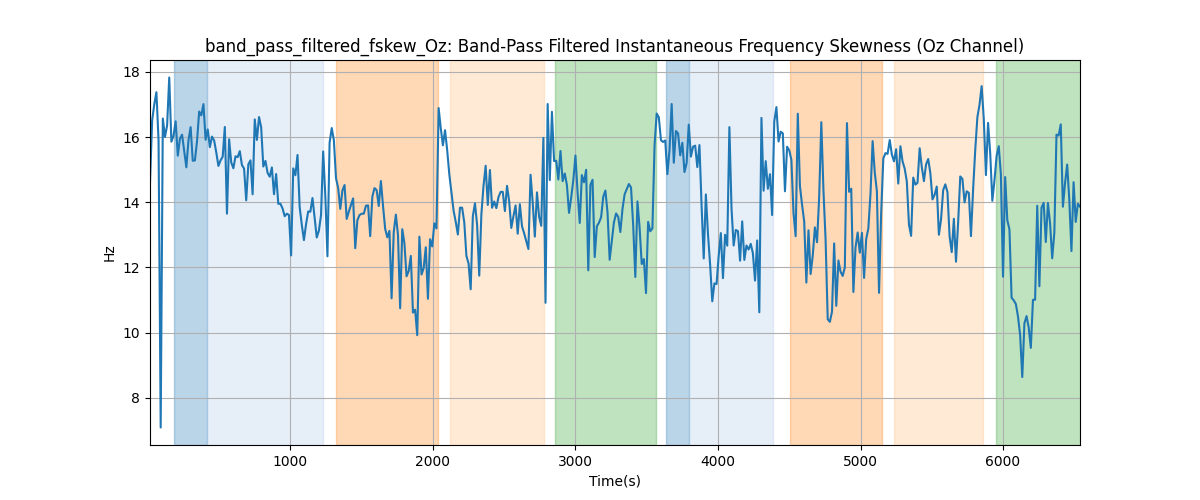 band_pass_filtered_fskew_Oz: Band-Pass Filtered Instantaneous Frequency Skewness (Oz Channel)
18
16
14
12
10
8
Hz
1000 2000 3000 4000 5000 6000
Time(s)